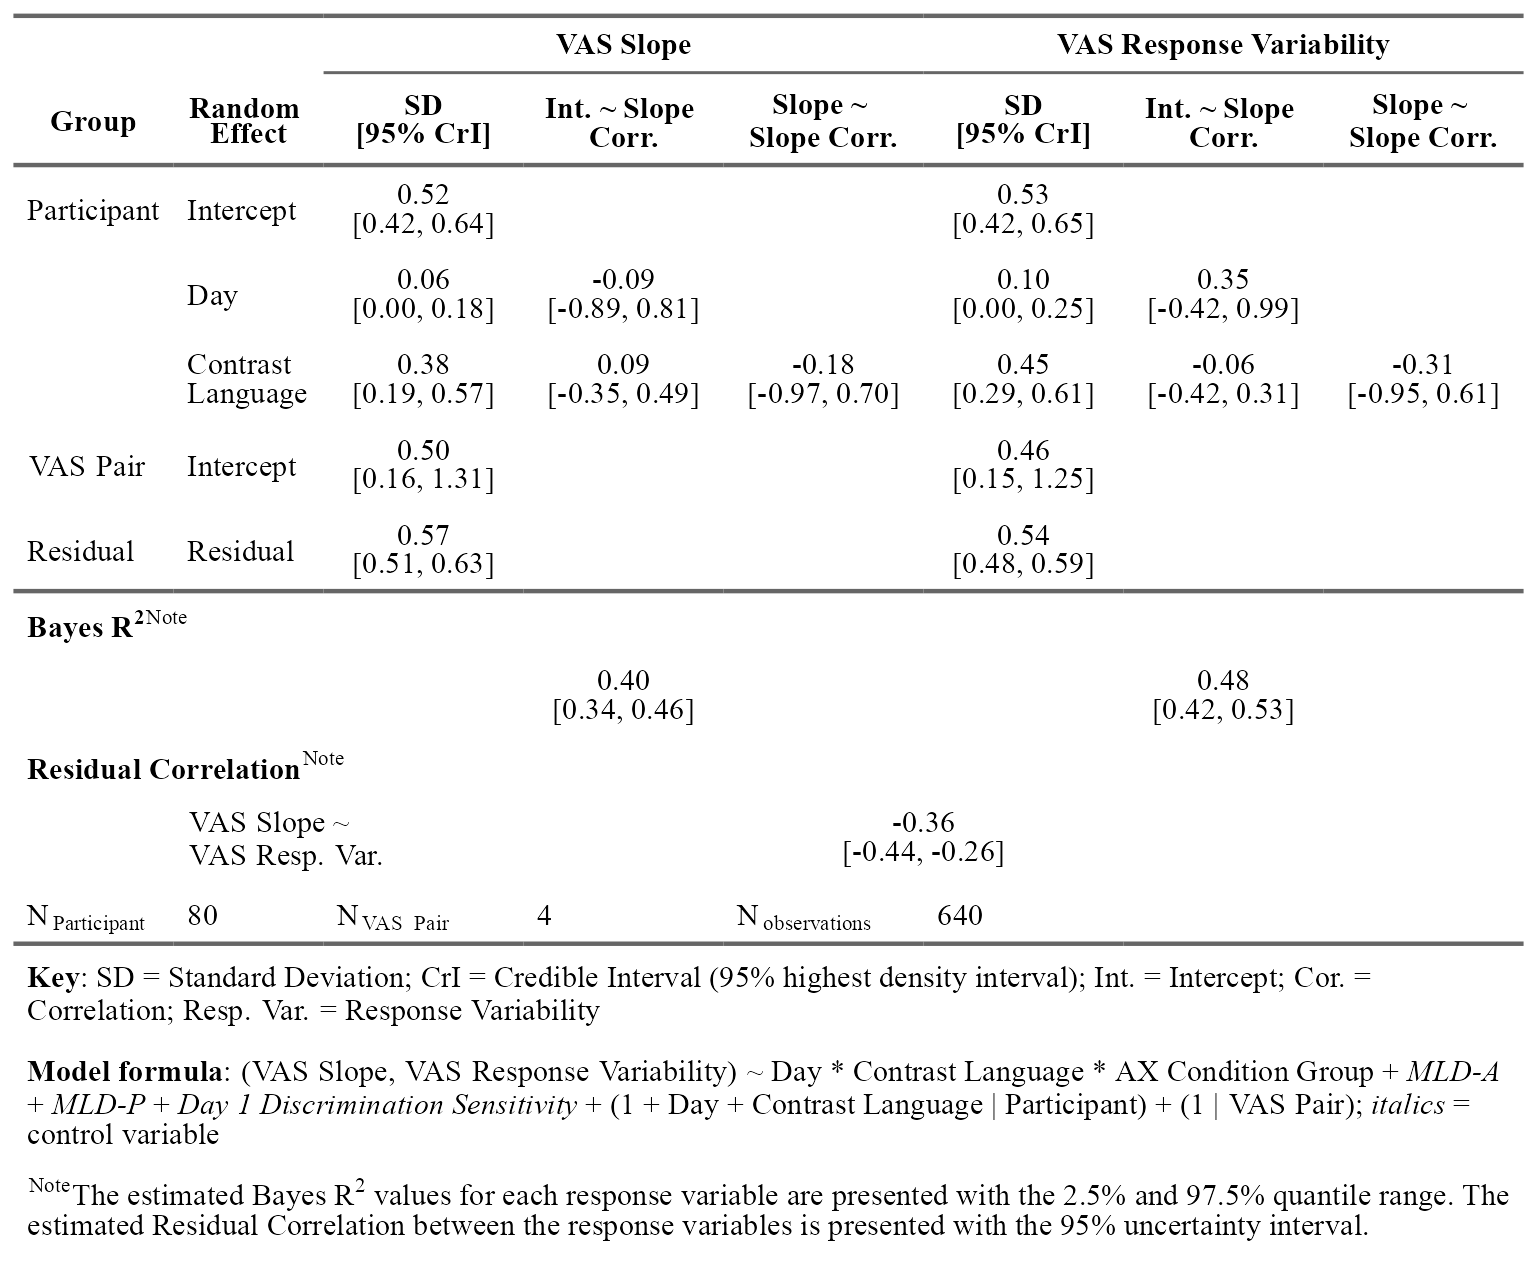 VAS Slope VAS Response Variability
Group Random Effect SD [95% CrI] Int. ~ Slope Corr. Slope ~ Slope Corr. SD [95% CrI] Int. ~ Slope Corr. Slope ~ Slope Corr.
Participant Intercept 0.52 [0.42, 0.64] 0.53 [0.42, 0.65]
Day 0.06 [0.00, 0.18] -0.09 [-0.89, 0.81] 0.10 [0.00, 0.25] 0.35 [-0.42, 0.99]
Contrast Language 0.38 [0.19, 0.57] 0.09 [-0.35, 0.49] -0.18 [-0.97, 0.70] 0.45 [0.29, 0.61] -0.06 [-0.42, 0.31] -0.31 [-0.95, 0.61]
VAS Pair Intercept 0.50 [0.16, 1.31] 0.46 [0.15, 1.25]
Residual Residual 0.57 [0.51, 0.63] 0.54 [0.48, 0.59]
Bayes R2Note
0.40 0.48
[0.34, 0.46] [0.42, 0.53]
Residual CorrelationNote
VAS Slope ~ -0.36
VAS Resp. Var. [-0.44, -0.26]
N Participant 80 N VAS Pair 4 N observations 640
Key: SD = Standard Deviation; CrI = Credible Interval (95% highest density interval); Int. = Intercept; Cor. =
Correlation; Resp. Var. = Response Variability
Model formula: (VAS Slope, VAS Response Variability) ~ Day * Contrast Language * AX Condition Group + MLD-A
+ MLD-P + Day 1 Discrimination Sensitivity + (1 + Day + Contrast Language | Participant) + (1 | VAS Pair); italics =
control variable
NoteThe estimated Bayes R2 values for each response variable are presented with the 2.5% and 97.5% quantile range. The
estimated Residual Correlation between the response variables is presented with the 95% uncertainty interval.